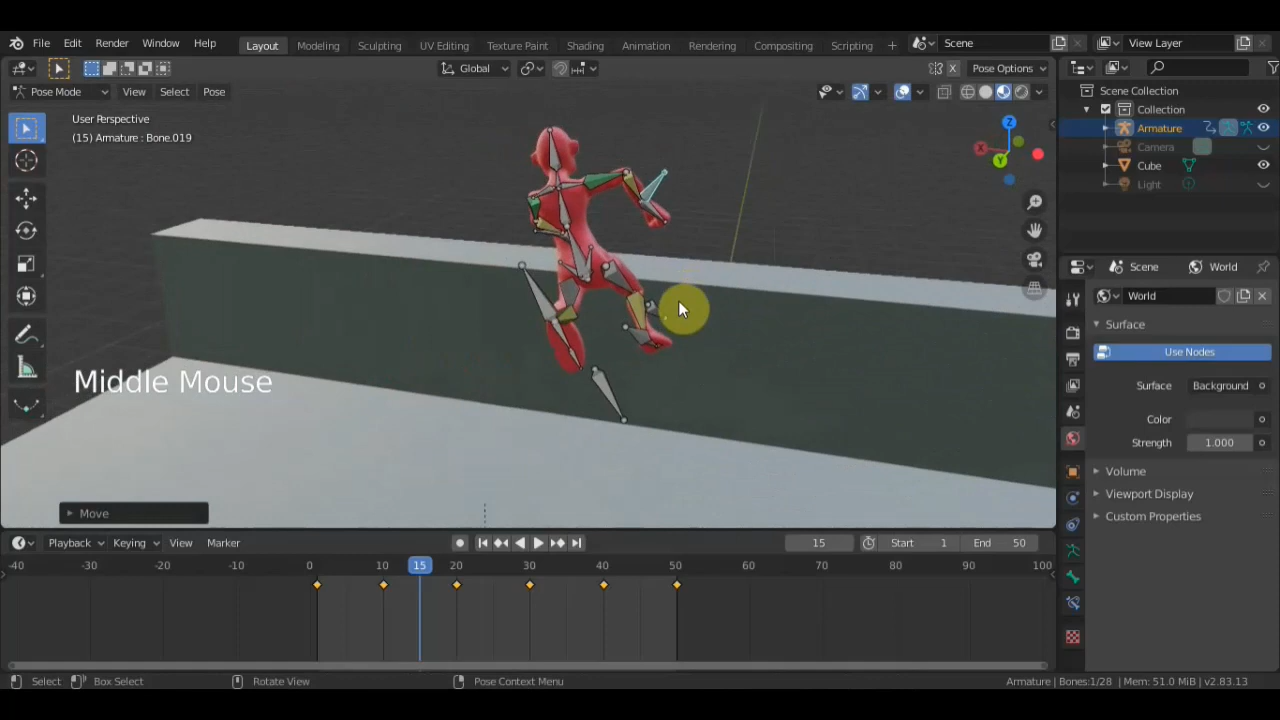 File Edit Render Window Help Layout Modeling Sculpting UV Editing Texture Paint Shading Animation Rendering Compositing Scripting + Scene View Layer
Global Pose Options
Pose Mode View Select Pose
User Perspective
(15) Armature : Bone.019
Scene Collection
Collection
Armature
Camera
Cube
Light
Scene World
World
Surface
Use Nodes
Surface Background
Color
Strength 1.000
Volume
Viewport Display
Custom Properties
X
Y
Z
Middle Mouse
Move
Playback Keying View Marker 15 Start 1 End 50
-40 -30 -20 -10 0 10 15 20 30 40 50 60 70 80 90 100
Select Box Select Rotate View Pose Context Menu Armature | Bones:1/28 | Mem: 51.0 MiB | v2.83.13